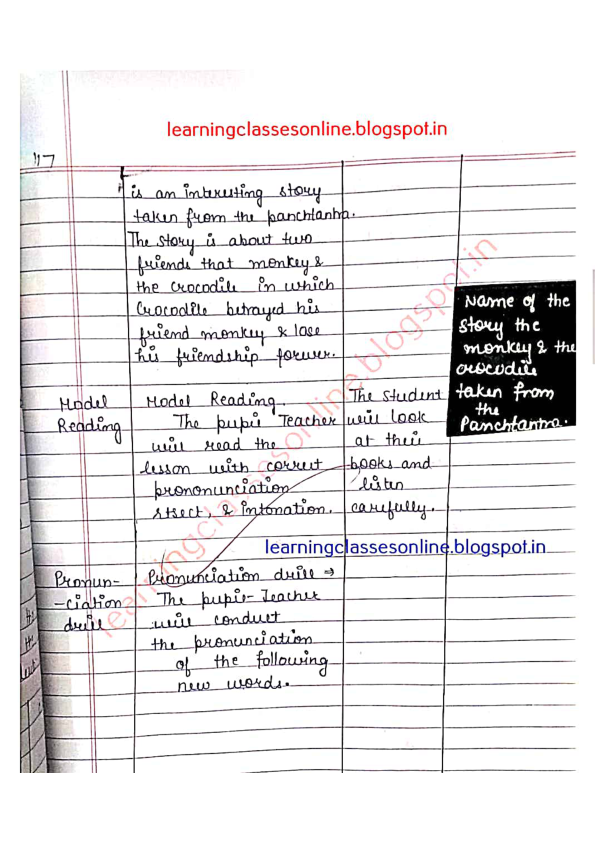 learningclassesonline.blogspot.in
117
is an interesting story
taken from the panchtantra.
The story is about two
friends that monkey &
the crocodile in which
Crocodile betrayed his
friend monkey & lose
his friendship forever.
Name of the
story the
monkey & the
crocodile
taken from
the
Panchtantra.
Model
Reading
Model Reading.
The pupil Teacher
will read the
lesson with correct
prononunciation
stsect, & intonation.
The student
will look
at their
books and
listen
carefully.
learningclassesonline.blogspot.in
Pronun-
-ciation
drill
Pronunciation drill ⇒
The pupil-Teacher
will conduct
the pronunciation
of the following
new words.
learningclassesonline.blogspot.in